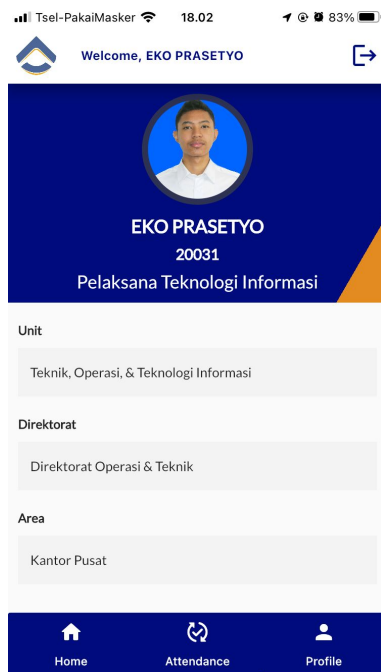 Tsel-PakaiMasker 18.02 83%
Welcome, EKO PRASETYO
EKO PRASETYO
20031
Pelaksana Teknologi Informasi
Unit
Teknik, Operasi, & Teknologi Informasi
Direktorat
Direktorat Operasi & Teknik
Area
Kantor Pusat
Home Attendance Profile